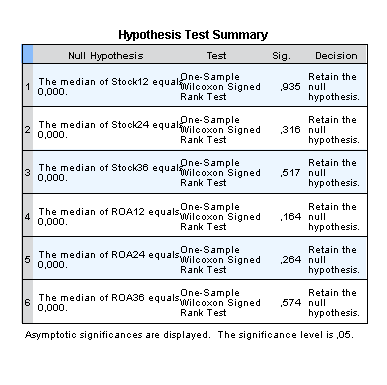 Hypothesis Test Summary
Null Hypothesis Test Sig. Decision
1 The median of Stock12 equals 0,000. One-Sample Wilcoxon Signed Rank Test ,935 Retain the null hypothesis.
2 The median of Stock24 equals 0,000. One-Sample Wilcoxon Signed Rank Test ,316 Retain the null hypothesis.
3 The median of Stock36 equals 0,000. One-Sample Wilcoxon Signed Rank Test ,517 Retain the null hypothesis.
4 The median of ROA12 equals 0,000. One-Sample Wilcoxon Signed Rank Test ,164 Retain the null hypothesis.
5 The median of ROA24 equals 0,000. One-Sample Wilcoxon Signed Rank Test ,264 Retain the null hypothesis.
6 The median of ROA36 equals 0,000. One-Sample Wilcoxon Signed Rank Test ,574 Retain the null hypothesis.
Asymptotic significances are displayed. The significance level is ,05.